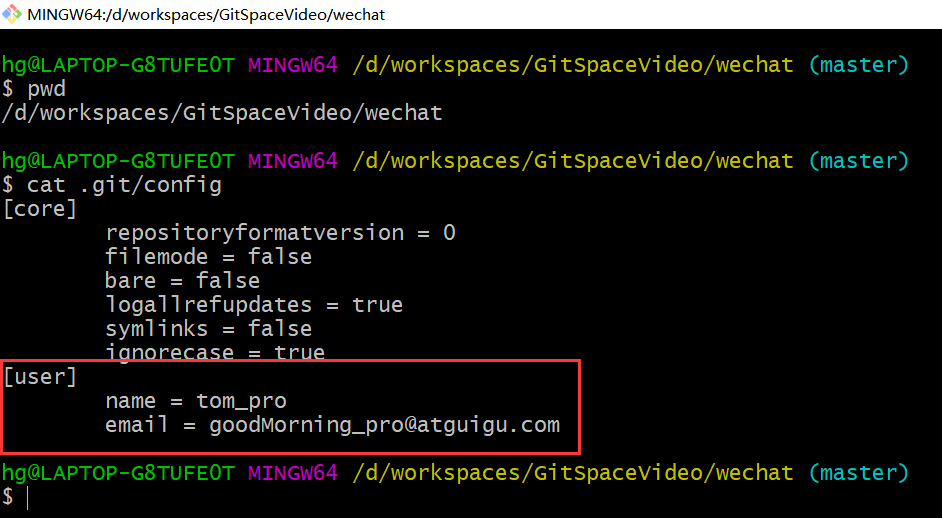 MINGW64:/d/workspaces/GitSpaceVideo/wechat
hg@LAPTOP-G8TUFE0T MINGW64 /d/workspaces/GitSpaceVideo/wechat (master)
$ pwd
/d/workspaces/GitSpaceVideo/wechat
hg@LAPTOP-G8TUFE0T MINGW64 /d/workspaces/GitSpaceVideo/wechat (master)
$ cat .git/config
[core]
repositoryformatversion = 0
filemode = false
bare = false
logallrefupdates = true
symlinks = false
ignorecase = true
[user]
name = tom_pro
email = goodMorning_pro@atguigu.com
hg@LAPTOP-G8TUFE0T MINGW64 /d/workspaces/GitSpaceVideo/wechat (master)
$